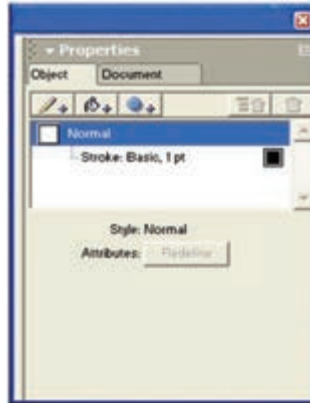 Properties
Object Document
Normal
Stroke: Basic, 1 pt
Style: Normal
Attributes: Redefine